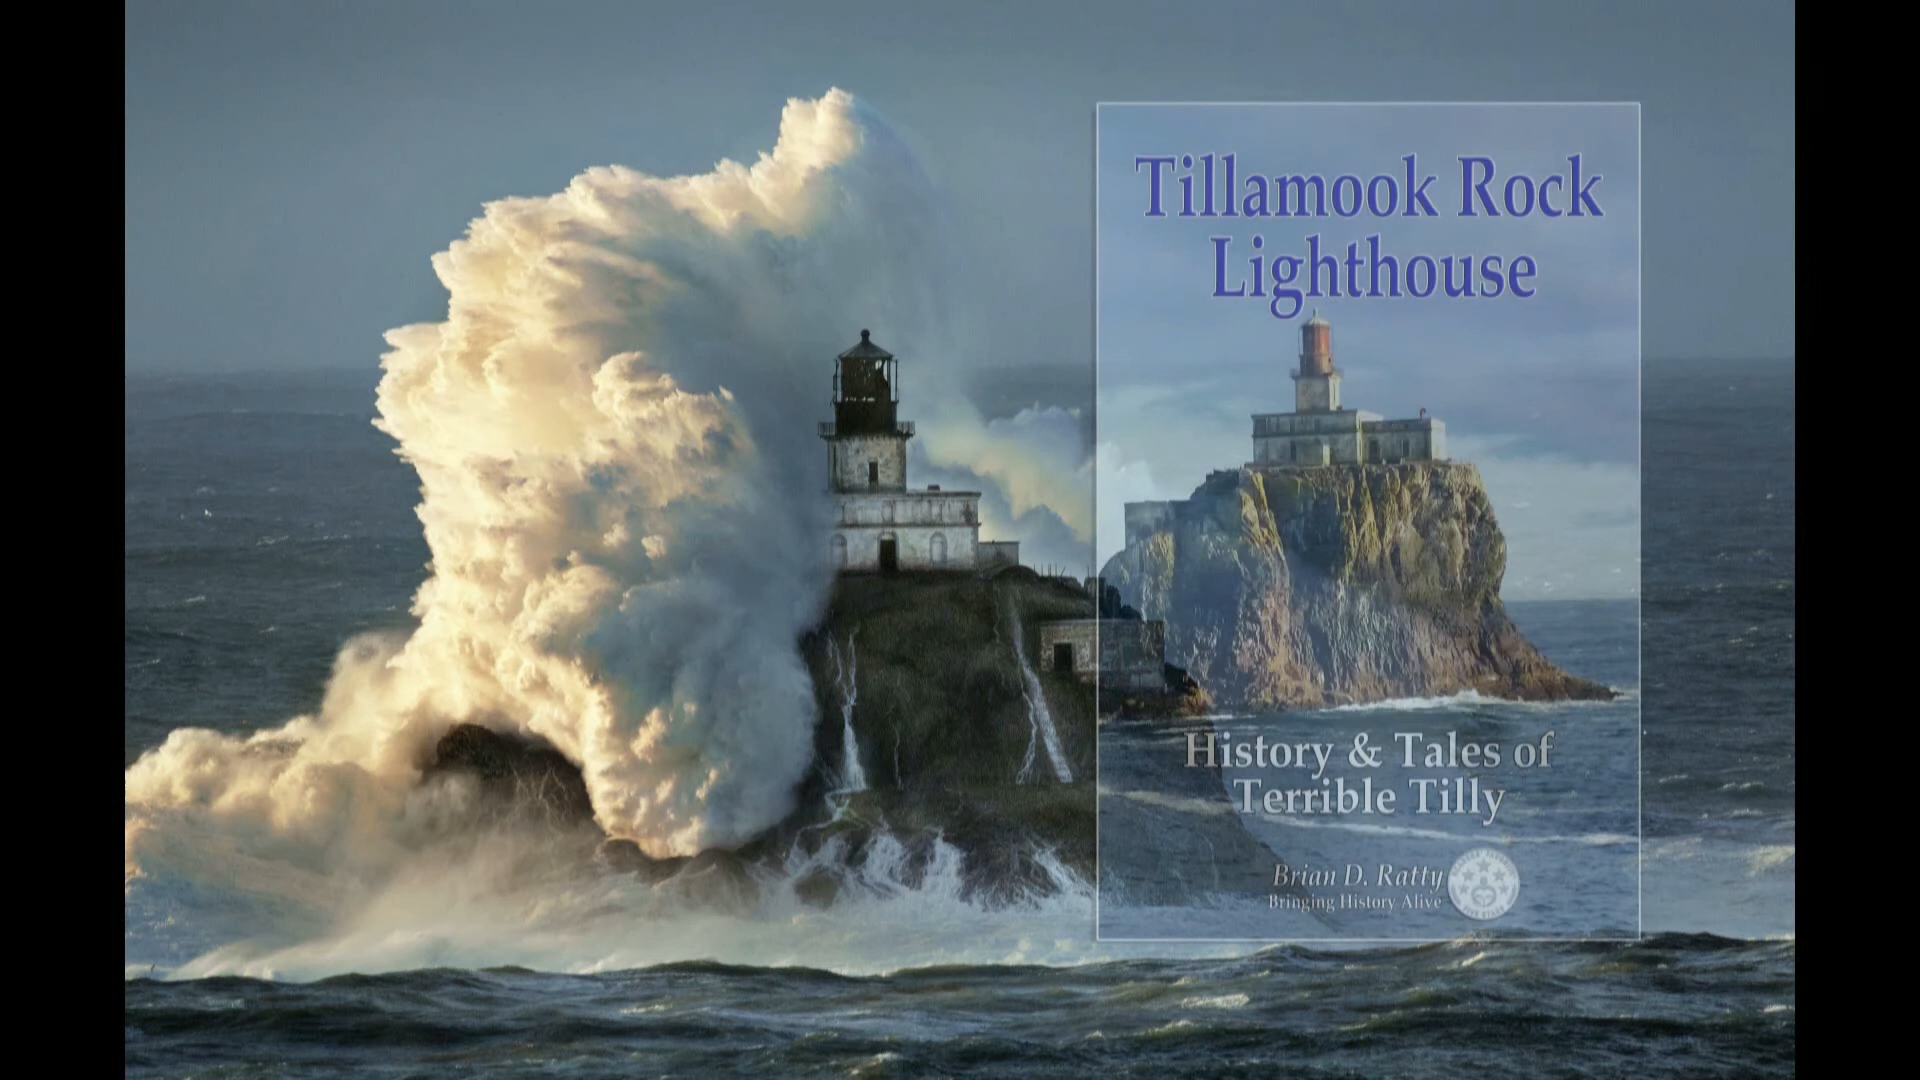 Tillamook Rock
Lighthouse
History & Tales of
Terrible Tilly
Brian D. Ratty
Bringing History Alive